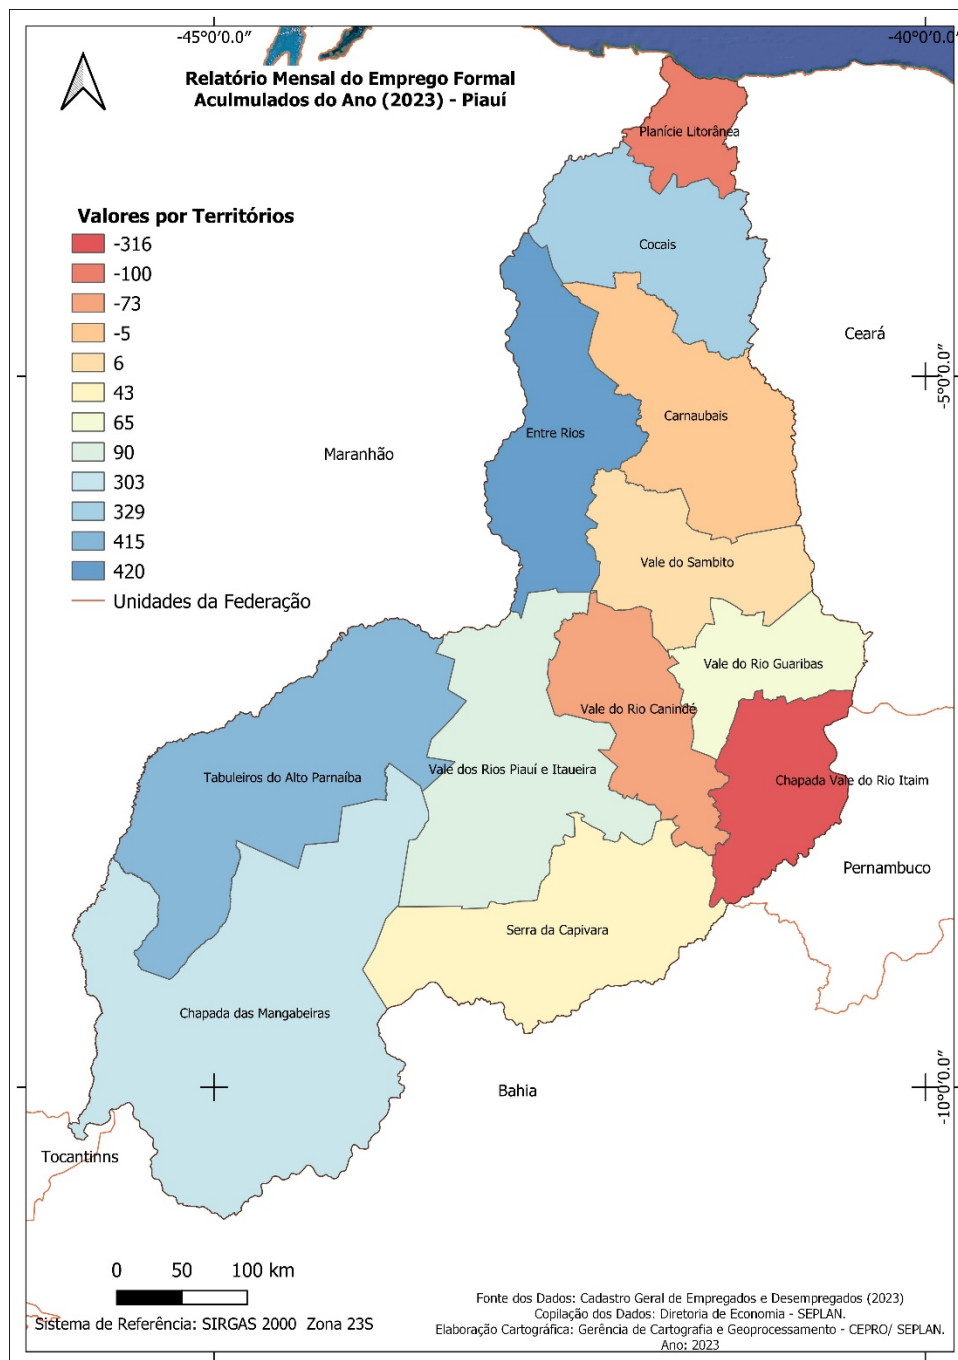 -45°0'0.0"
-40°0'0.0"
Relatório Mensal do Emprego Formal
Aculmulados do Ano (2023) - Piauí
Planície Litorânea
Valores por Territórios
-316
-100
-73
-5
6
43
65
90
303
329
415
420
Unidades da Federação
Cocais
Ceará
-5°0'0.0"
Carnaubais
Entre Rios
Maranhão
Vale do Sambito
Vale do Rio Guaribas
Vale do Rio Canindé
Vale dos Rios Piauí e Itaueira
Tabuleiros do Alto Parnaíba
Chapada Vale do Rio Itaim
Pernambuco
Serra da Capivara
Chapada das Mangabeiras
Bahia
-10°0'0.0"
Tocantinns
0 50 100 km
Sistema de Referência: SIRGAS 2000 Zona 23S
Fonte dos Dados: Cadastro Geral de Empregados e Desempregados (2023)
Copilação dos Dados: Diretoria de Economia - SEPLAN.
Elaboração Cartográfica: Gerência de Cartografia e Geoprocessamento - CEPRO/ SEPLAN.
Ano: 2023